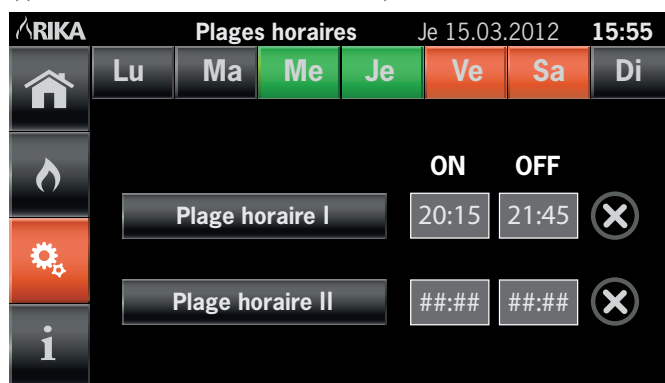 RIKA Plages horaires Je 15.03.2012 15:55
Lu Ma Me Je Ve Sa Di
ON OFF
Plage horaire I 20:15 21:45
Plage horaire II ##:## ##:##
i